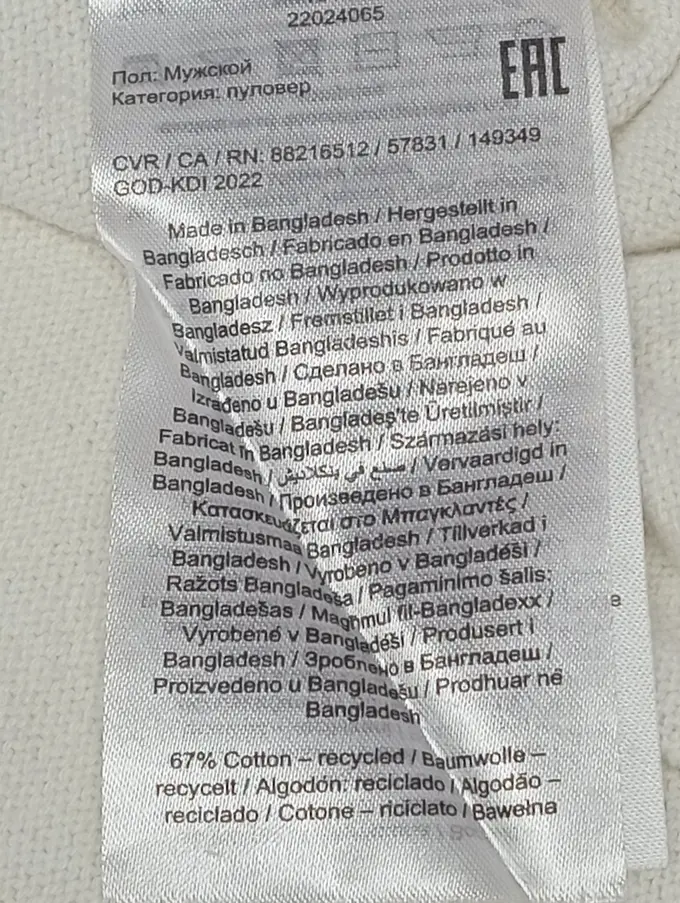 22024065
Пол: Мужской
Категория: пуловер
EAC
CVR / CA / RN: 88216512 / 57831 / 149349
GOD-KDI 2022
Made in Bangladesh / Hergestellt in
Bangladesch / Fabricado en Bangladesh /
Fabricado no Bangladesh / Prodotto in
Bangladesh / Wyprodukowano w
Bangladesz / Fremstillet i Bangladesh /
Valmistatud Bangladeshis / Fabriqué au
Bangladesh / Сделано в Бангладеш /
Izrađeno u Bangladešu / Narejeno v
Bangladešu / Bangladeş'te Üretilmiştir /
Fabricat în Bangladesh / Származási hely:
Bangladesh / صنع في بنگلاديش / Vervaardigd in
Bangladesh / Произведено в Бангладеш /
Κατασκευάζεται στο Μπαγκλαντές /
Valmistusmaa Bangladesh / Tillverkad i
Bangladesh / Vyrobeno v Bangladéši /
Ražots Bangladeša / Pagaminimo šalis:
Bangladešas / Magħmul fil-Bangladexx /
Vyrobené v Bangladéši / Produsert i
Bangladesh / Зроблено в Бангладеш /
Proizvedeno u Bangladešu / Prodhuar në
Bangladesh
67% Cotton – recycled / Baumwolle –
recycelt / Algodón: reciclado / Algodão –
reciclado / Cotone – riciclato / Bawełna